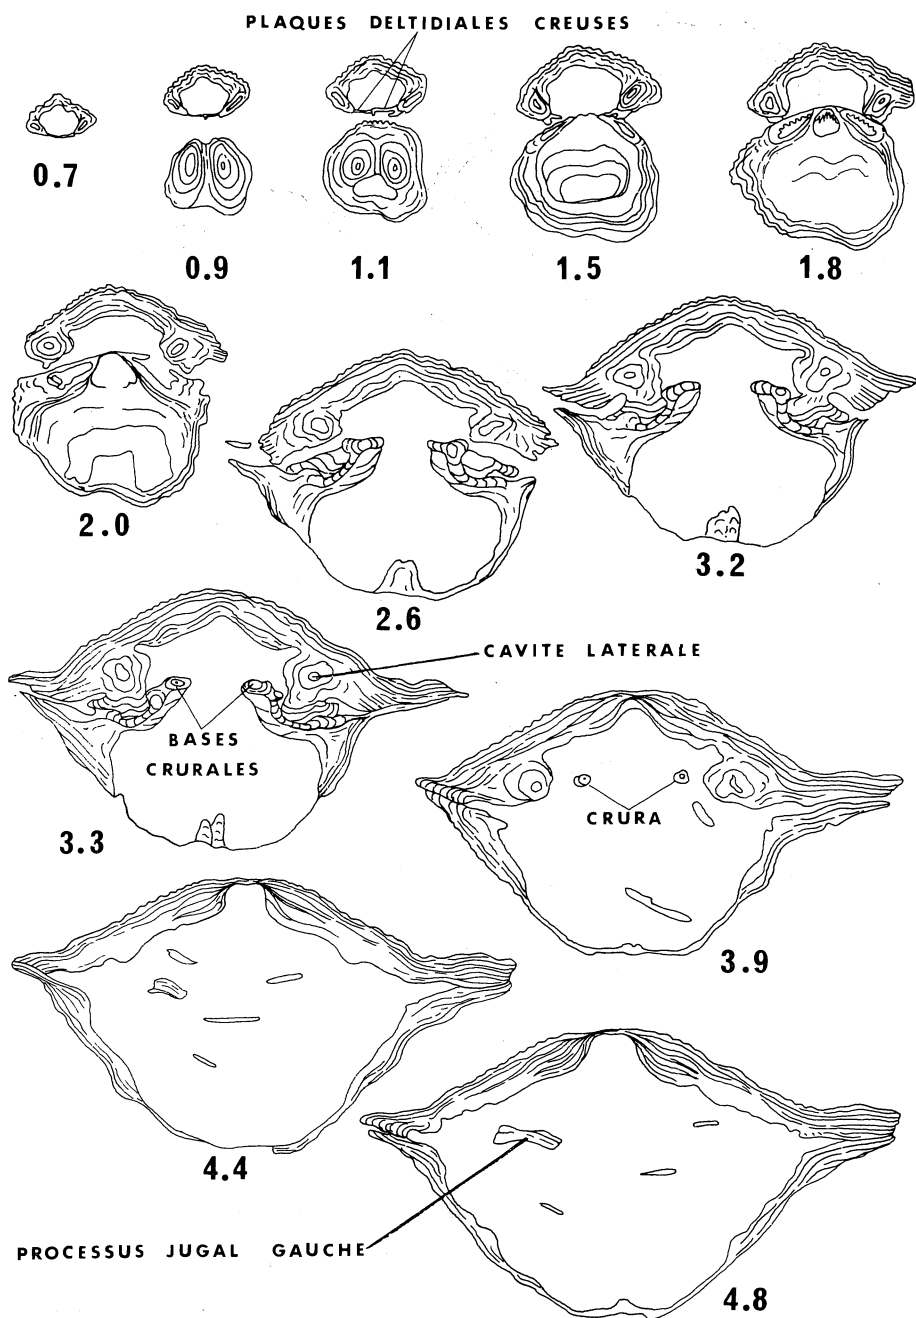 PLAQUES DELTIDIALES CREUSES
0.7
0.9
1.1
1.5
1.8
2.0
2.6
3.2
CAVITE LATERALE
BASES
CRURALES
3.3
CRURA
3.9
4.4
PROCESSUS JUGAL GAUCHE
4.8